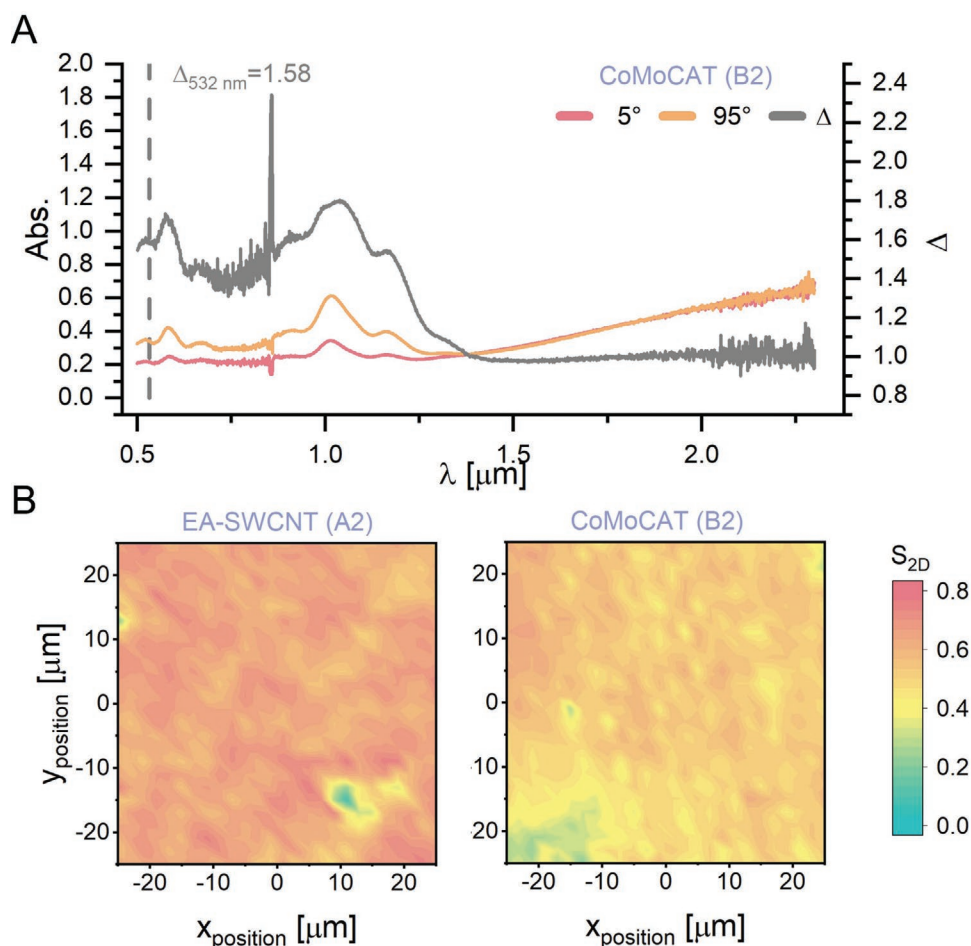 A
Δ532 nm=1.58
CoMoCAT (B2)
5° 95° Δ
2.0
1.8
1.6
1.4
1.2
1.0
0.8
0.6
0.4
0.2
0.0
Abs.
2.4
2.2
2.0
1.8
1.6
1.4
1.2
1.0
0.8
Δ
0.5 1.0 1.5 2.0
λ [μm]
B
EA-SWCNT (A2)
CoMoCAT (B2)
20
10
0
-10
-20
yposition [μm]
20
10
0
-10
-20
-20 -10 0 10 20
-20 -10 0 10 20
xposition [μm]
xposition [μm]
S2D
0.8
0.6
0.4
0.2
0.0